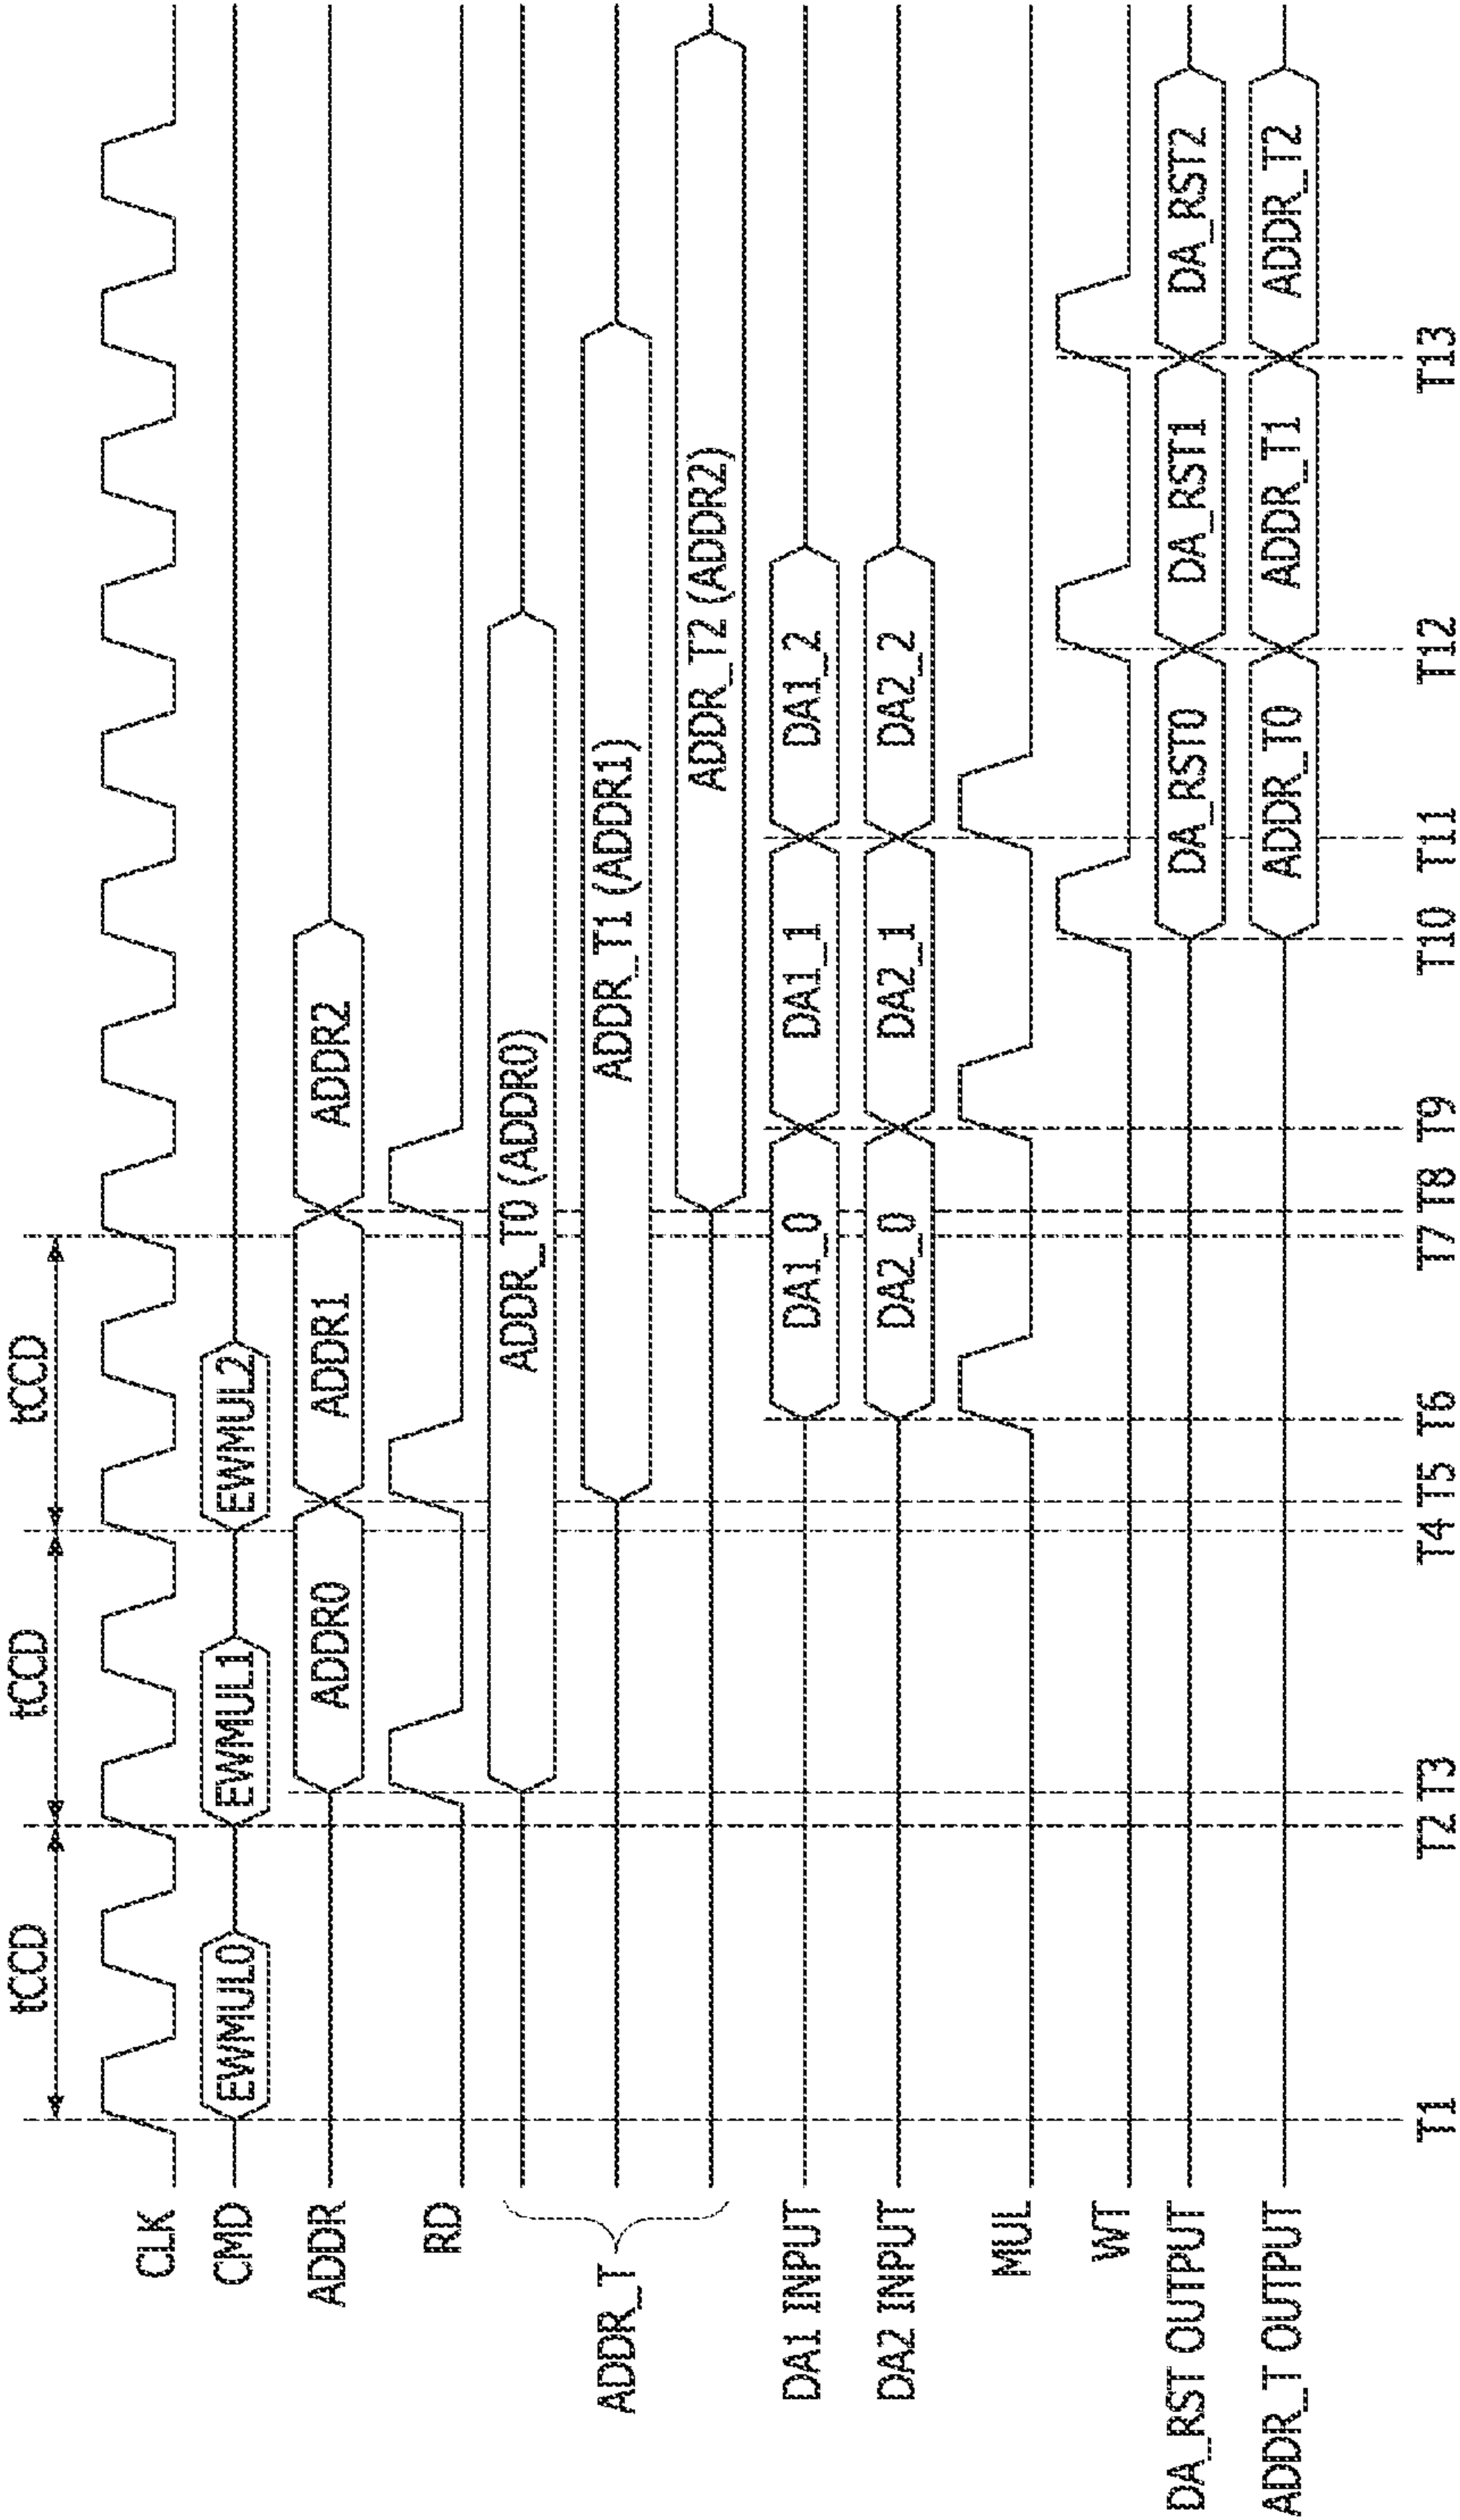 tCCD tCCD tCCD
CLK
CMD EWMUL0 EWMUL1 EWMUL2
ADDR ADDR0 ADDR1 ADDR2
RD
ADDR_T
ADDR_T0 (ADDR0)
ADDR_T1 (ADDR1)
ADDR_T2 (ADDR2)
DA1 INPUT DA1_0 DA1_1 DA1_2
DA2 INPUT DA2_0 DA2_1 DA2_2
MUL
WT
DA_RST OUTPUT DA_RST0 DA_RST1 DA_RST2
ADDR_T OUTPUT ADDR_T0 ADDR_T1 ADDR_T2
T1 T2 T3 T4 T5 T6 T7 T8 T9 T10 T11 T12 T13